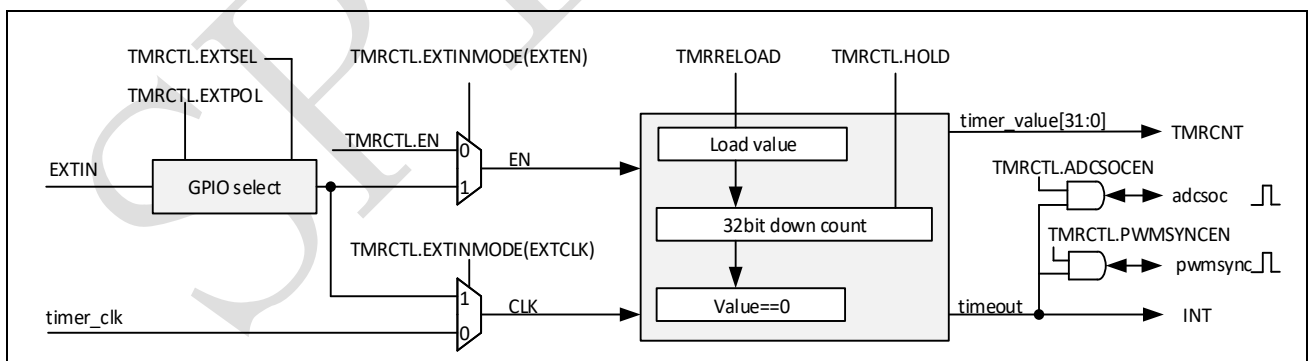 TMRCTL.EXTSEL
TMRCTL.EXTINMODE(EXTEN)
TMRRELOAD
TMRCTL.HOLD
TMRCTL.EXTPOL
TMRCTL.EN
0
1
EN
EXTIN
GPIO select
Load value
32bit down count
Value==0
timer_value[31:0]
TMRCNT
TMRCTL.ADCSOCEN
adcsoc
TMRCTL.PWMSYNCEN
pwmsync
TMRCTL.EXTINMODE(EXTCLK)
1
0
CLK
timer_clk
timeout
INT